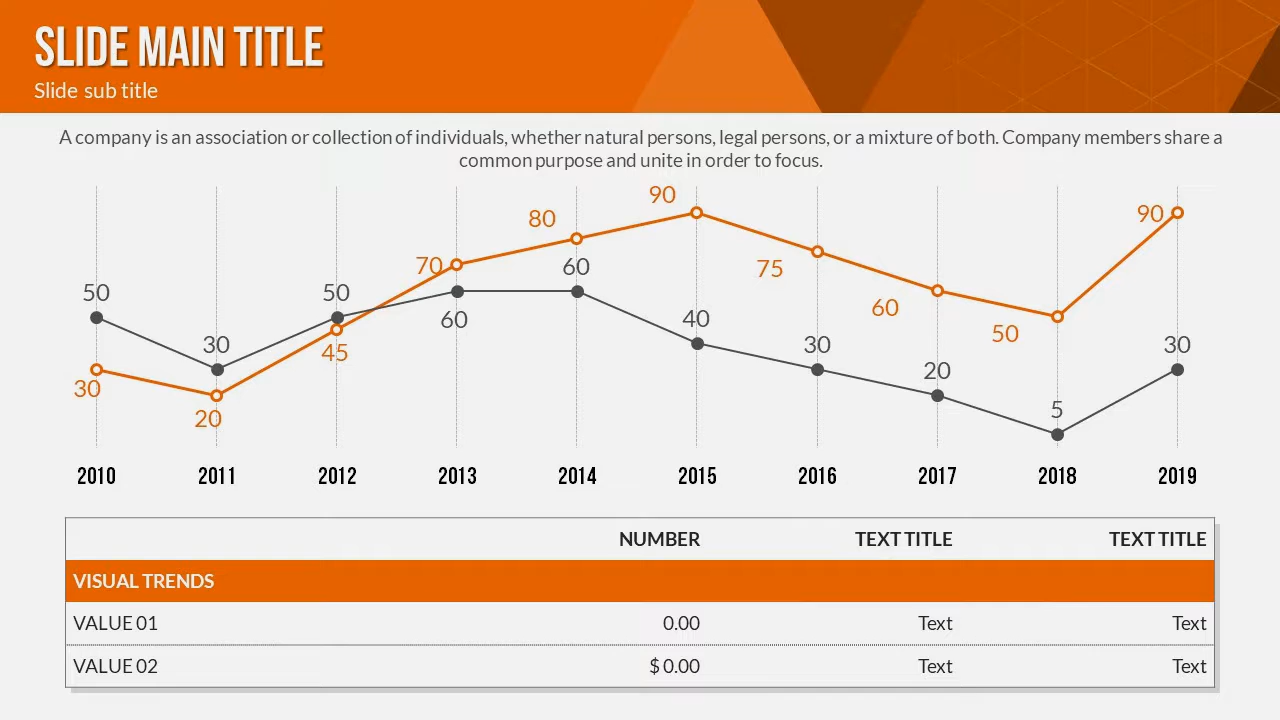 SLIDE MAIN TITLE
Slide sub title
A company is an association or collection of individuals, whether natural persons, legal persons, or a mixture of both. Company members share a
common purpose and unite in order to focus.
90
80
90
70
60
75
50
50
60
60
40
50
30
45
30
30
30
20
20
5
2010 2011 2012 2013 2014 2015 2016 2017 2018 2019
NUMBER TEXT TITLE TEXT TITLE
VISUAL TRENDS
VALUE 01 0.00 Text Text
VALUE 02 $ 0.00 Text Text